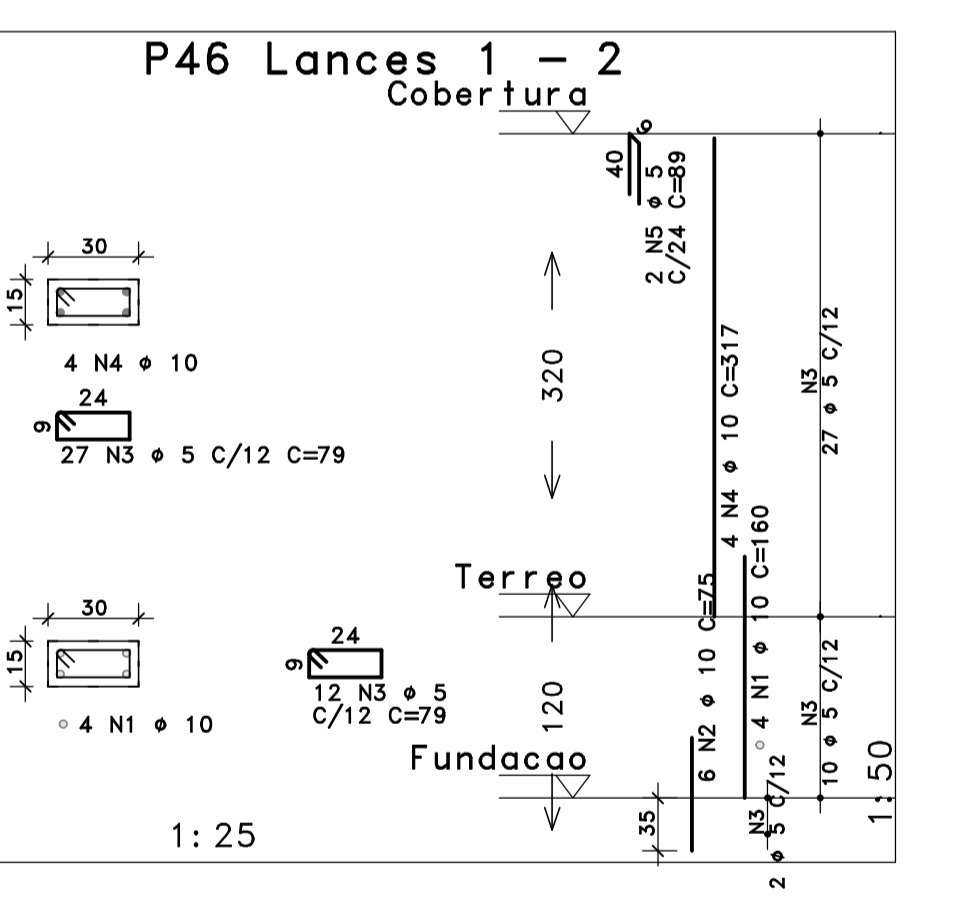 P46 Lances 1 - 2
Cobertura
6
40
2 N5 ϕ 5
C/24 C=89
30
15
4 N4 ϕ 10
24
9
27 N3 ϕ 5 C/12 C=79
320
4 N4 ϕ 10 C=317
N3
27 ϕ 5 C/12
Terreo
30
15
4 N1 ϕ 10
24
9
12 N3 ϕ 5
C/12 C=79
120
6 N2 ϕ 10 C=75
4 N1 ϕ 10 C=160
N3
10 ϕ 5 C/12
Fundacao
35
N3
2 ϕ 5 C/12
1:25
1:50